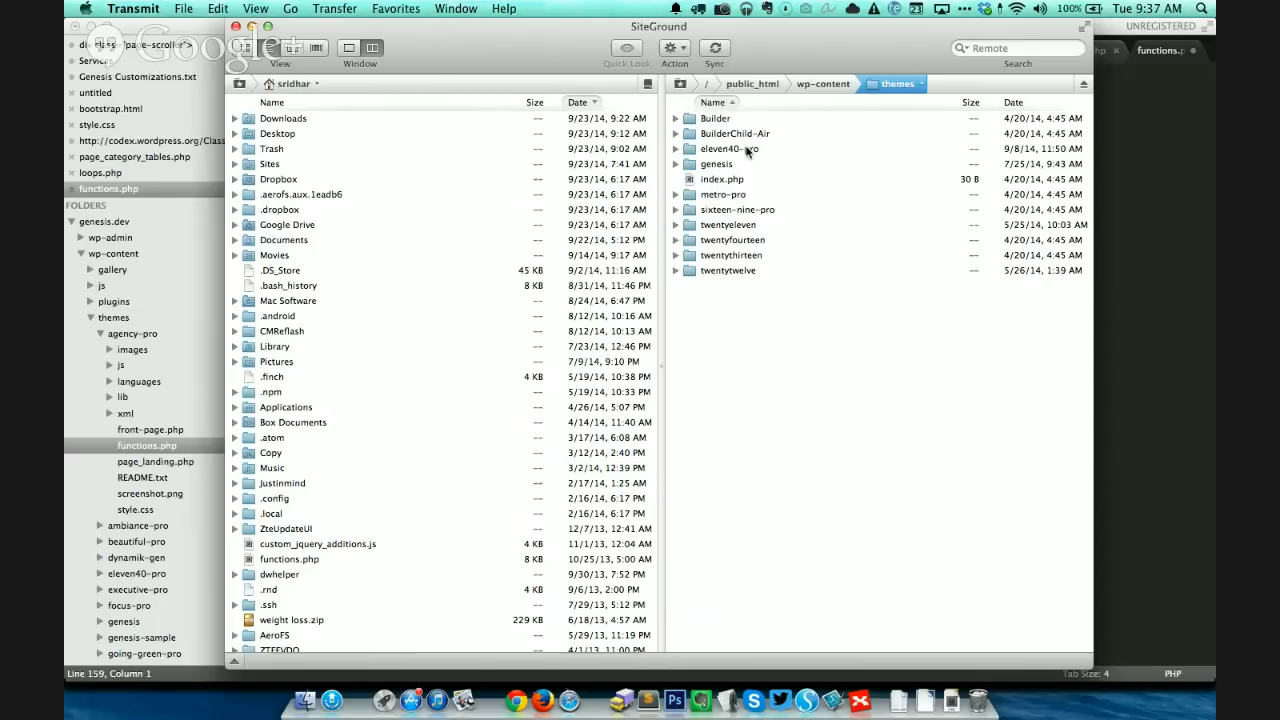 Transmit File Edit View Go Transfer Favorites Window Help 23 100% Tue 9:37 AM
SiteGround
UNREGISTERED
Google+
View Window Quick Look Action Sync Search
Remote
sridhar
/ public_html wp-content themes
Name Size Date
Downloads 9/23/14, 9:22 AM
Desktop 9/23/14, 9:12 AM
Trash 9/23/14, 9:02 AM
Sites 9/23/14, 7:41 AM
Dropbox 9/23/14, 6:17 AM
.aerofs.aux.1eadb6 9/23/14, 6:17 AM
.dropbox 9/23/14, 6:17 AM
Google Drive 9/23/14, 6:17 AM
Documents 9/22/14, 5:12 PM
Movies 9/14/14, 9:17 AM
.DS_Store 45 KB 9/2/14, 11:16 AM
.bash_history 8 KB 8/31/14, 11:46 PM
Mac Software 8/24/14, 6:47 PM
.android 8/12/14, 10:16 AM
CMReflash 8/12/14, 10:13 AM
Library 7/23/14, 12:46 PM
Pictures 7/9/14, 9:10 PM
.finch 4 KB 5/19/14, 10:38 PM
.npm 5/19/14, 10:33 PM
Applications 4/26/14, 5:07 PM
Box Documents 4/14/14, 11:40 AM
.atom 3/17/14, 6:08 AM
Copy 3/12/14, 2:40 PM
Music 3/2/14, 12:39 PM
Justinmind 2/17/14, 1:25 AM
.config 2/16/14, 6:17 PM
.local 2/16/14, 6:17 PM
ZteUpdateUI 12/7/13, 12:41 AM
custom_jquery_additions.js 4 KB 11/1/13, 12:04 AM
functions.php 8 KB 10/25/13, 5:00 AM
dwhelper 9/30/13, 7:52 PM
.rnd 4 KB 9/6/13, 2:00 PM
.ssh 7/29/13, 5:12 PM
weight loss.zip 229 KB 6/18/13, 4:57 AM
AeroFS 5/29/13, 11:19 PM
4/1/13, 11:00 PM
Name Size Date
Builder 4/20/14, 4:45 AM
BuilderChild-Air 4/20/14, 4:45 AM
eleven40-pro 9/8/14, 11:50 AM
genesis 7/25/14, 9:43 AM
index.php 30 B 4/20/14, 4:45 AM
metro-pro 4/20/14, 4:45 AM
sixteen-nine-pro 4/20/14, 4:45 AM
twentyeleven 5/25/14, 10:03 AM
twentyfourteen 4/20/14, 4:45 AM
twentythirteen 4/20/14, 4:45 AM
twentytwelve 5/26/14, 1:39 AM
div class="page-scroller">
Genesis Customizations.txt
untitled
bootstrap.html
style.css
http://codex.wordpress.org/Clas
page_category_tables.php
loops.php
functions.php
FOLDERS
genesis.dev
wp-admin
wp-content
gallery
js
plugins
themes
agency-pro
images
js
languages
lib
xml
front-page.php
functions.php
page_landing.php
README.txt
screenshot.png
style.css
ambiance-pro
beautiful-pro
dynamik-gen
eleven40-pro
executive-pro
focus-pro
genesis
genesis-sample
going-green-pro
hp
functions.p
Line 159, Column 1 Tab Size: 4 PHP